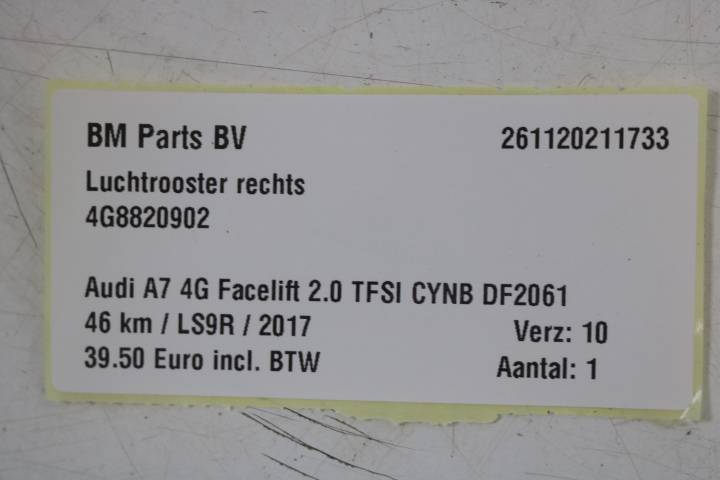 BM Parts BV 261120211733
Luchtrooster rechts
4G8820902
Audi A7 4G Facelift 2.0 TFSI CYNB DF2061
46 km / LS9R / 2017 Verz: 10
39.50 Euro incl. BTW Aantal: 1